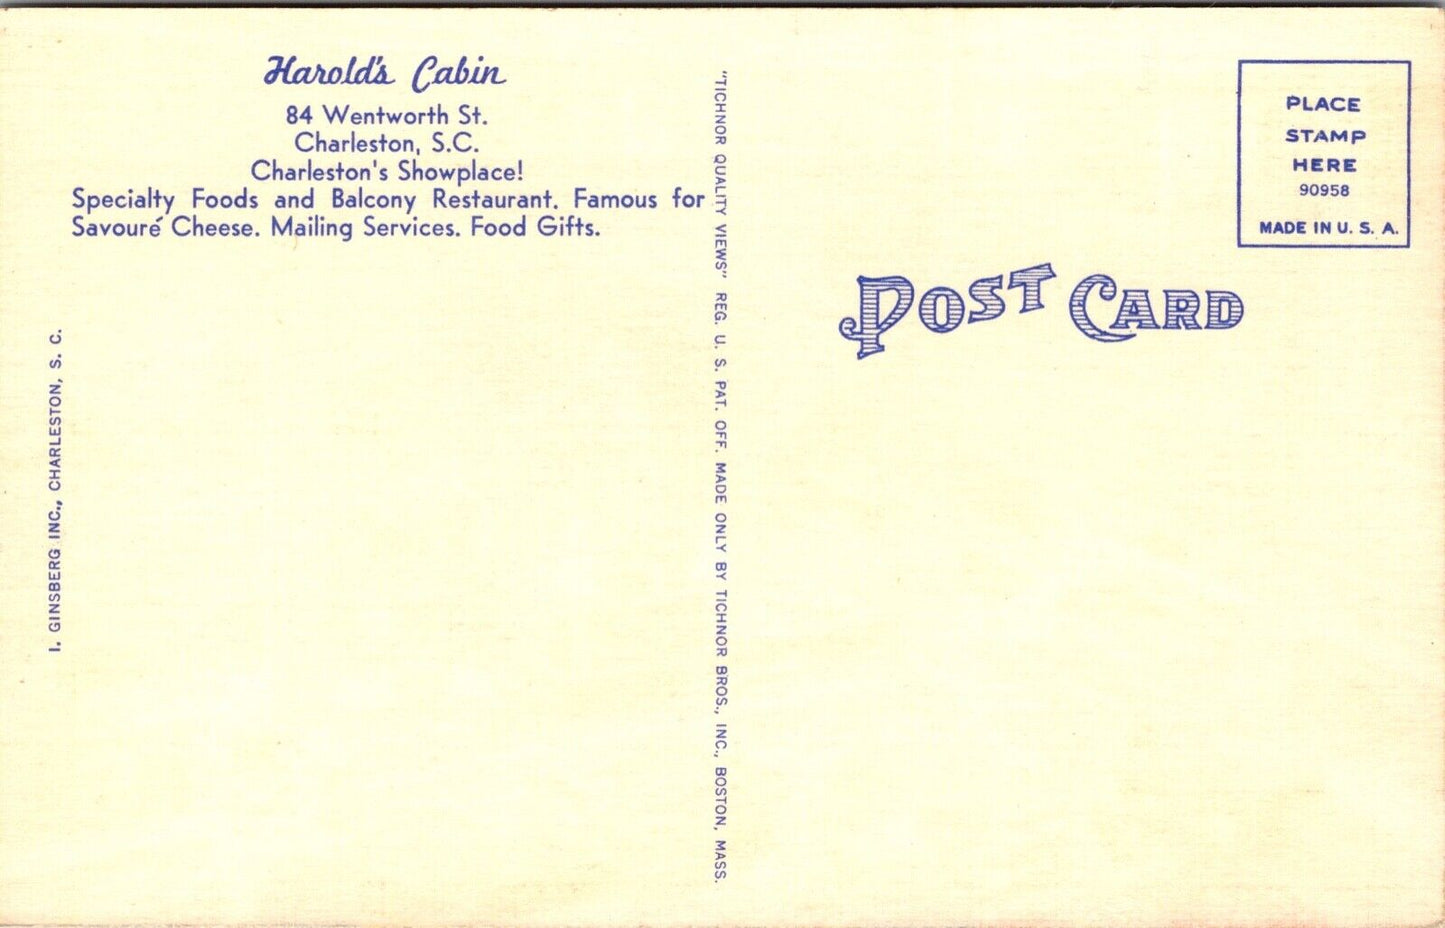 Harold's Cabin
84 Wentworth St.
Charleston, S.C.
Charleston's Showplace!
Specialty Foods and Balcony Restaurant. Famous for
Savouré Cheese. Mailing Services. Food Gifts.
I. GINSBERG INC., CHARLESTON, S. C.
"TICHNOR QUALITY VIEWS" REG. U. S. PAT. OFF. MADE ONLY BY TICHNOR BROS., INC., BOSTON, MASS.
POST CARD
PLACE
STAMP
HERE
90958
MADE IN U. S. A.